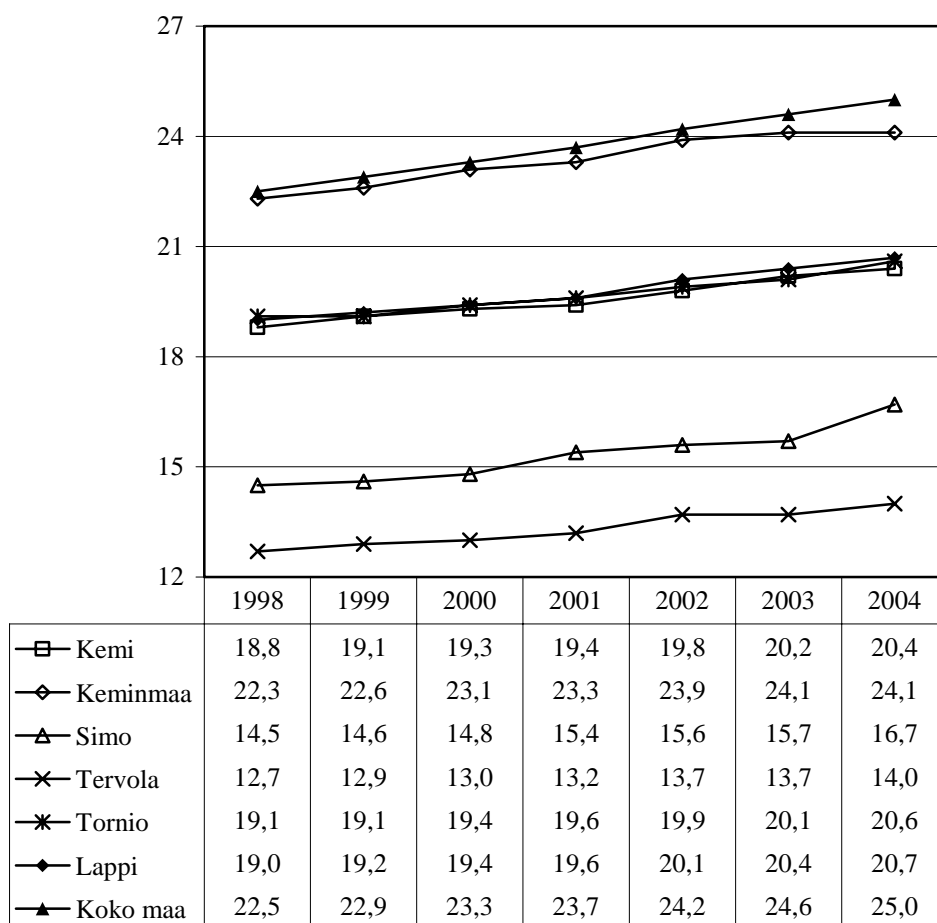 27
24
21
18
15
12
1998 1999 2000 2001 2002 2003 2004
Kemi 18,8 19,1 19,3 19,4 19,8 20,2 20,4
Keminmaa 22,3 22,6 23,1 23,3 23,9 24,1 24,1
Simo 14,5 14,6 14,8 15,4 15,6 15,7 16,7
Tervola 12,7 12,9 13,0 13,2 13,7 13,7 14,0
Tornio 19,1 19,1 19,4 19,6 19,9 20,1 20,6
Lappi 19,0 19,2 19,4 19,6 20,1 20,4 20,7
Koko maa 22,5 22,9 23,3 23,7 24,2 24,6 25,0